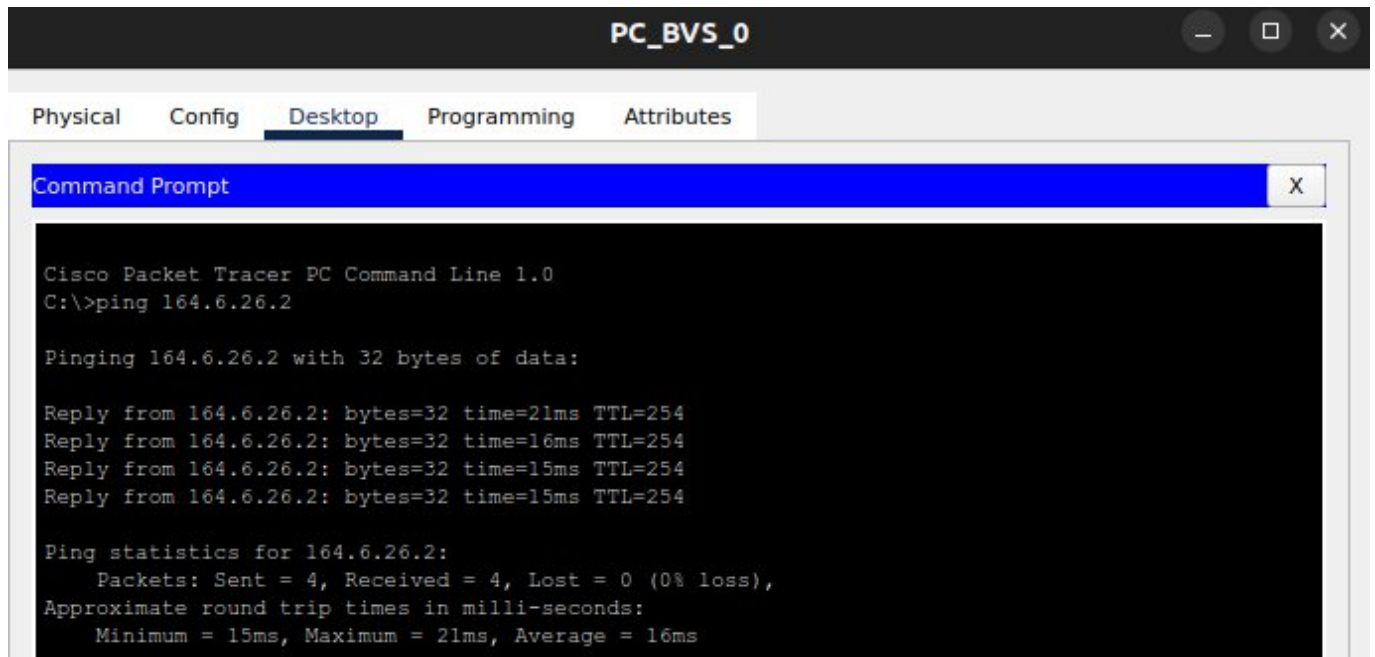 PC_BVS_0
Physical Config Desktop Programming Attributes
Command Prompt X
Cisco Packet Tracer PC Command Line 1.0
C:\>ping 164.6.26.2
Pinging 164.6.26.2 with 32 bytes of data:
Reply from 164.6.26.2: bytes=32 time=21ms TTL=254
Reply from 164.6.26.2: bytes=32 time=16ms TTL=254
Reply from 164.6.26.2: bytes=32 time=15ms TTL=254
Reply from 164.6.26.2: bytes=32 time=15ms TTL=254
Ping statistics for 164.6.26.2:
Packets: Sent = 4, Received = 4, Lost = 0 (0% loss),
Approximate round trip times in milli-seconds:
Minimum = 15ms, Maximum = 21ms, Average = 16ms